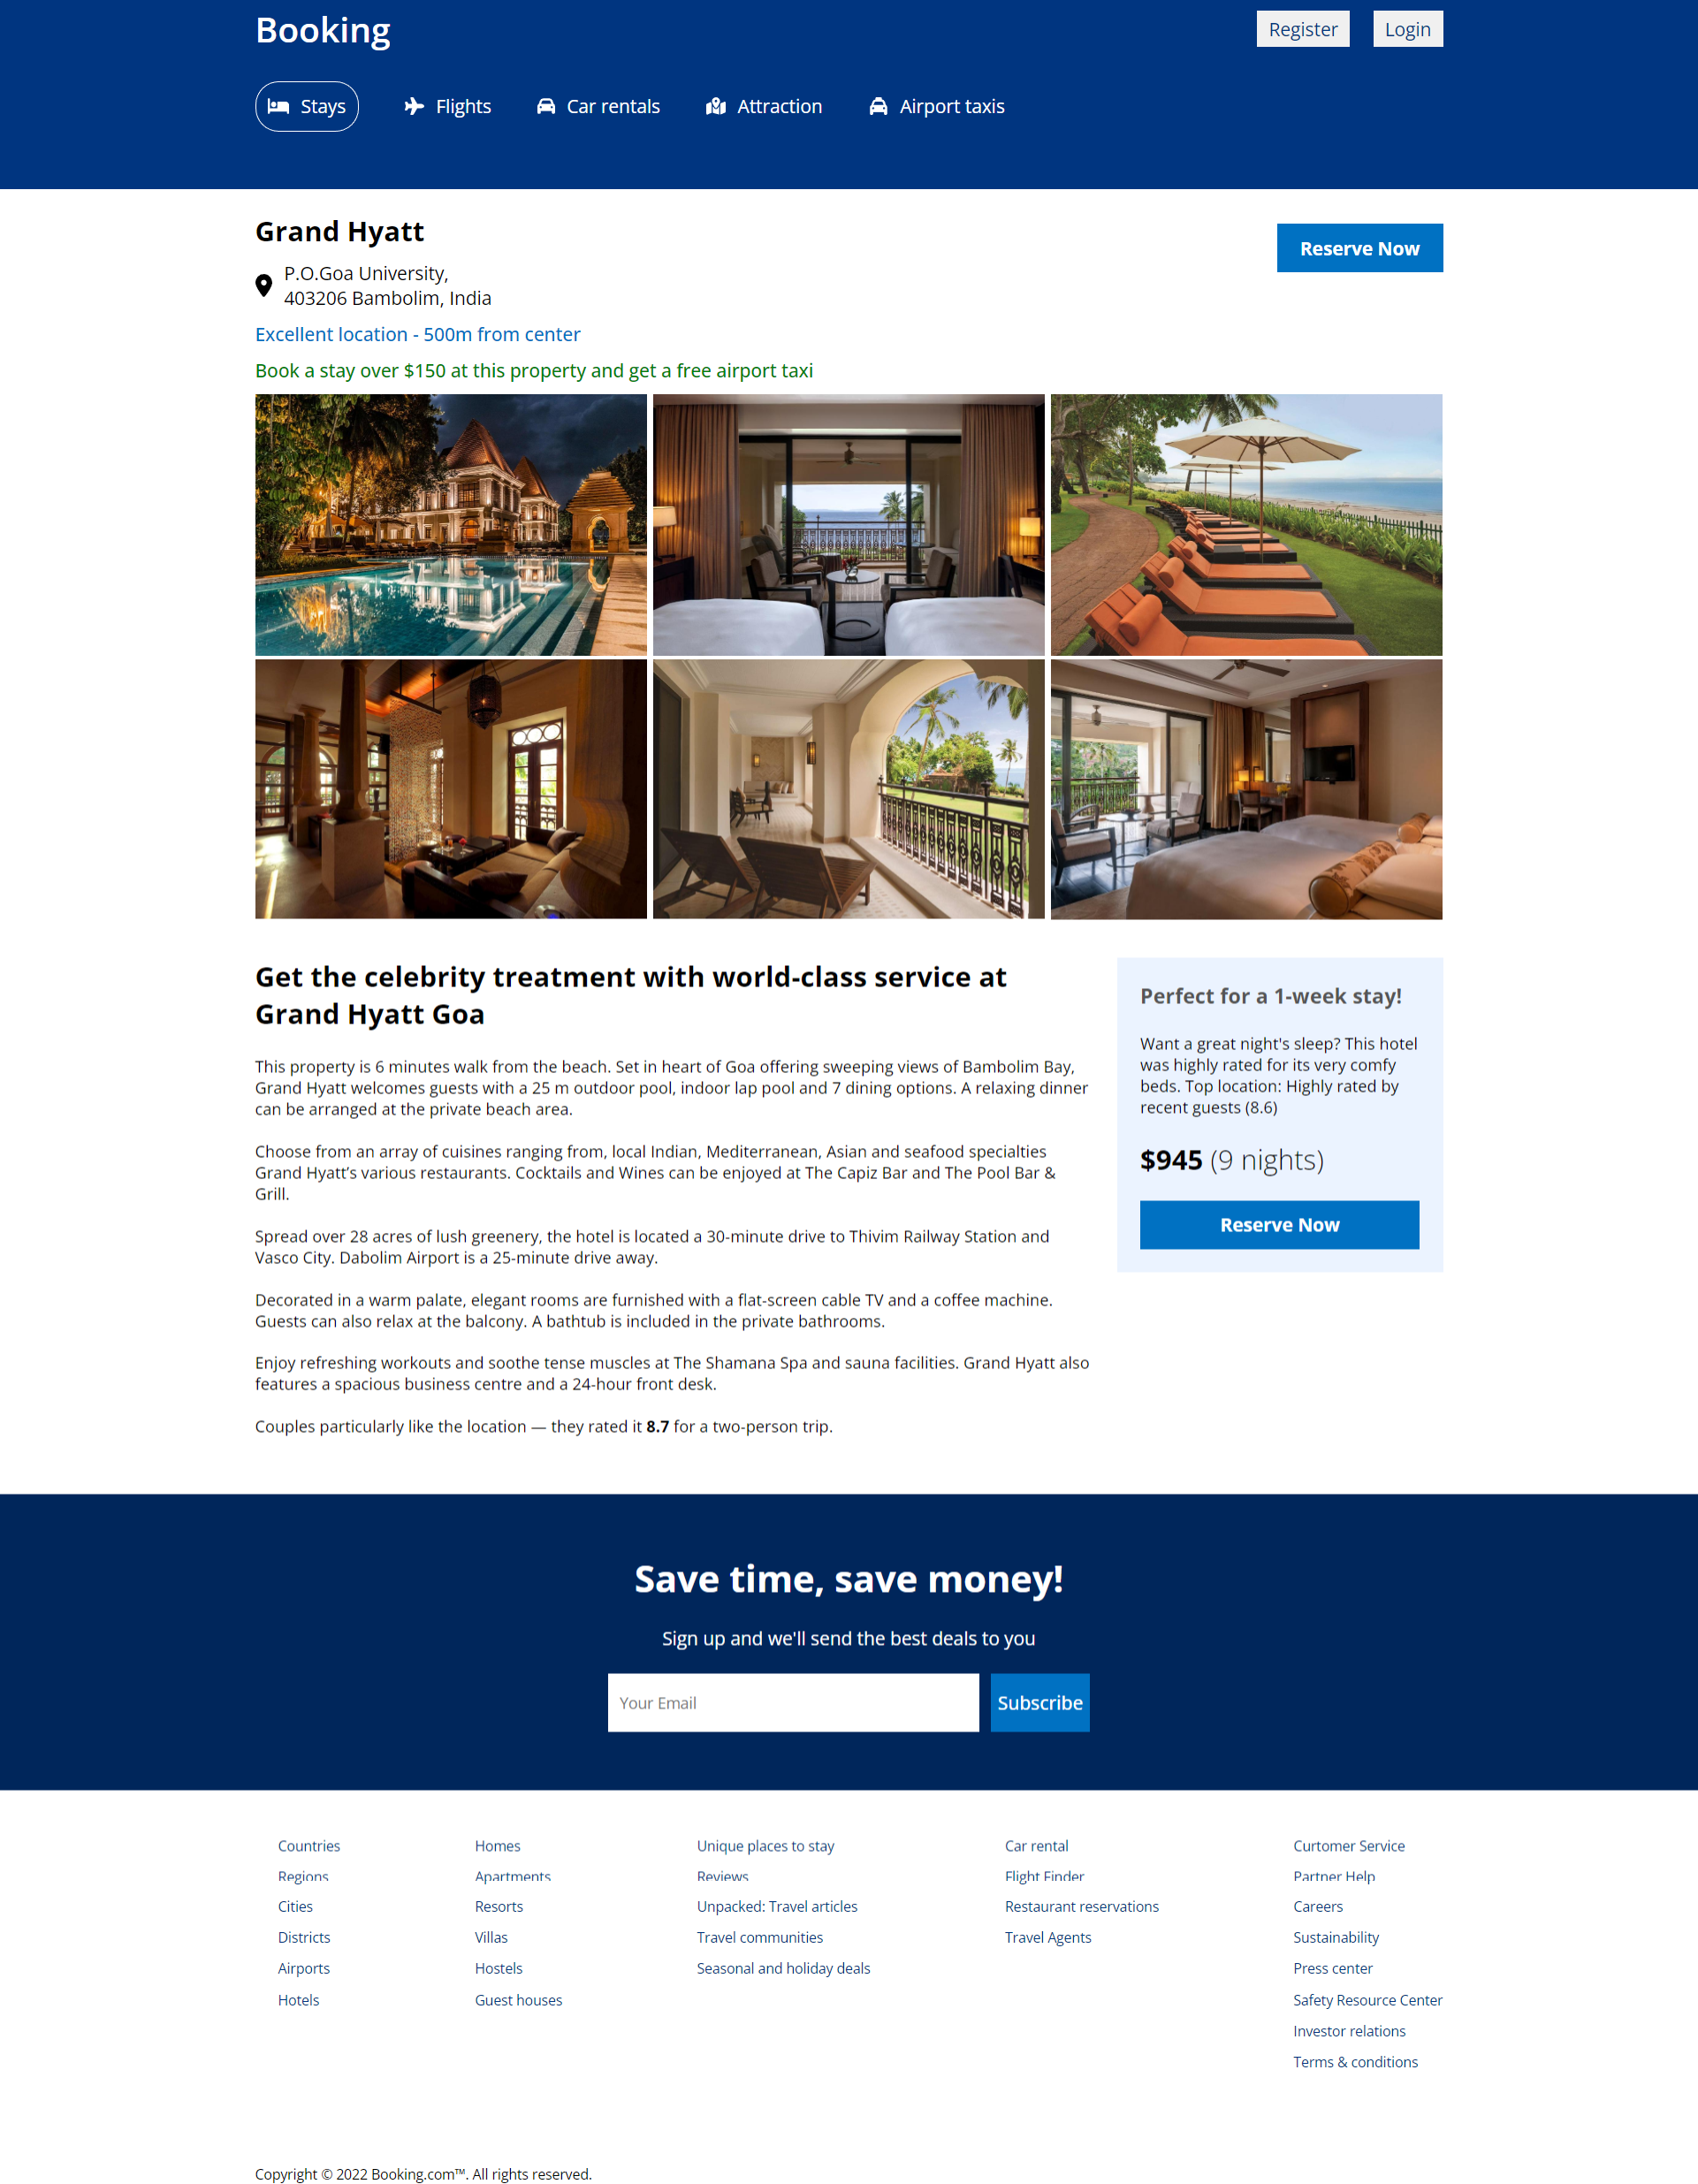 Booking
Register
Login
Stays
Flights
Car rentals
Attraction
Airport taxis
Grand Hyatt
Reserve Now
P.O.Goa University,
403206 Bambolim, India
Excellent location - 500m from center
Book a stay over $150 at this property and get a free airport taxi
Get the celebrity treatment with world-class service at
Grand Hyatt Goa
This property is 6 minutes walk from the beach. Set in heart of Goa offering sweeping views of Bambolim Bay,
Grand Hyatt welcomes guests with a 25 m outdoor pool, indoor lap pool and 7 dining options. A relaxing dinner
can be arranged at the private beach area.
Choose from an array of cuisines ranging from, local Indian, Mediterranean, Asian and seafood specialties
Grand Hyatt’s various restaurants. Cocktails and Wines can be enjoyed at The Capiz Bar and The Pool Bar &
Grill.
Spread over 28 acres of lush greenery, the hotel is located a 30-minute drive to Thivim Railway Station and
Vasco City. Dabolim Airport is a 25-minute drive away.
Decorated in a warm palate, elegant rooms are furnished with a flat-screen cable TV and a coffee machine.
Guests can also relax at the balcony. A bathtub is included in the private bathrooms.
Enjoy refreshing workouts and soothe tense muscles at The Shamana Spa and sauna facilities. Grand Hyatt also
features a spacious business centre and a 24-hour front desk.
Couples particularly like the location — they rated it 8.7 for a two-person trip.
Perfect for a 1-week stay!
Want a great night's sleep? This hotel
was highly rated for its very comfy
beds. Top location: Highly rated by
recent guests (8.6)
$945 (9 nights)
Reserve Now
Save time, save money!
Sign up and we'll send the best deals to you
Your Email
Subscribe
Countries
Regions
Cities
Districts
Airports
Hotels
Homes
Apartments
Resorts
Villas
Hostels
Guest houses
Unique places to stay
Reviews
Unpacked: Travel articles
Travel communities
Seasonal and holiday deals
Car rental
Flight Finder
Restaurant reservations
Travel Agents
Curtomer Service
Partner Help
Careers
Sustainability
Press center
Safety Resource Center
Investor relations
Terms & conditions
Copyright © 2022 Booking.com™. All rights reserved.